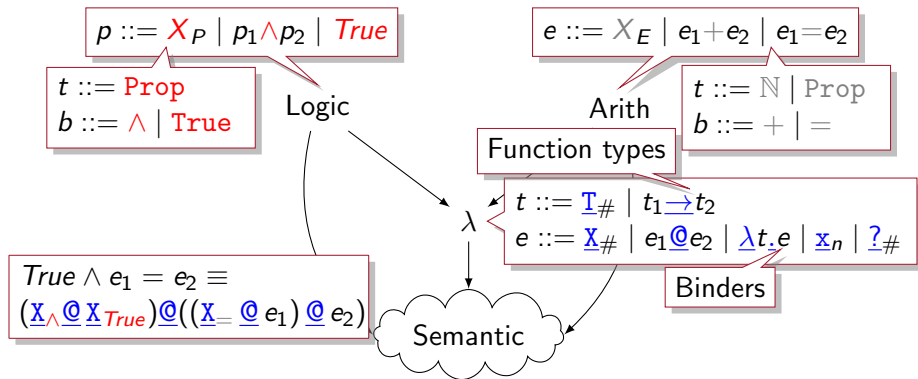 p ::= X_P | p₁∧p₂ | True
e ::= X_E | e₁+e₂ | e₁=e₂
t ::= Prop
b ::= ∧ | True
t ::= ℕ | Prop
b ::= + | =
Logic
Arith
Function types
t ::= T_# | t₁→t₂
e ::= X_# | e₁@e₂ | λt.e | x_n | ?_#
λ
Binders
True ∧ e₁ = e₂ ≡
(X_∧ @ X_True)@((X_= @ e₁) @ e₂)
Semantic